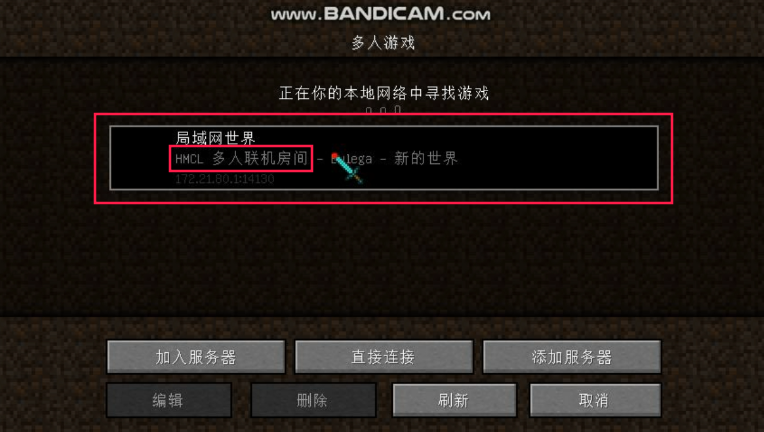 www.BANDICAM.com
多人游戏
正在你的本地网络中寻找游戏
局域网世界
HMCL 多人联机房间 - - 新的世界
172.21.80.1:14130
加入服务器 直接连接 添加服务器
编辑 删除 刷新 取消